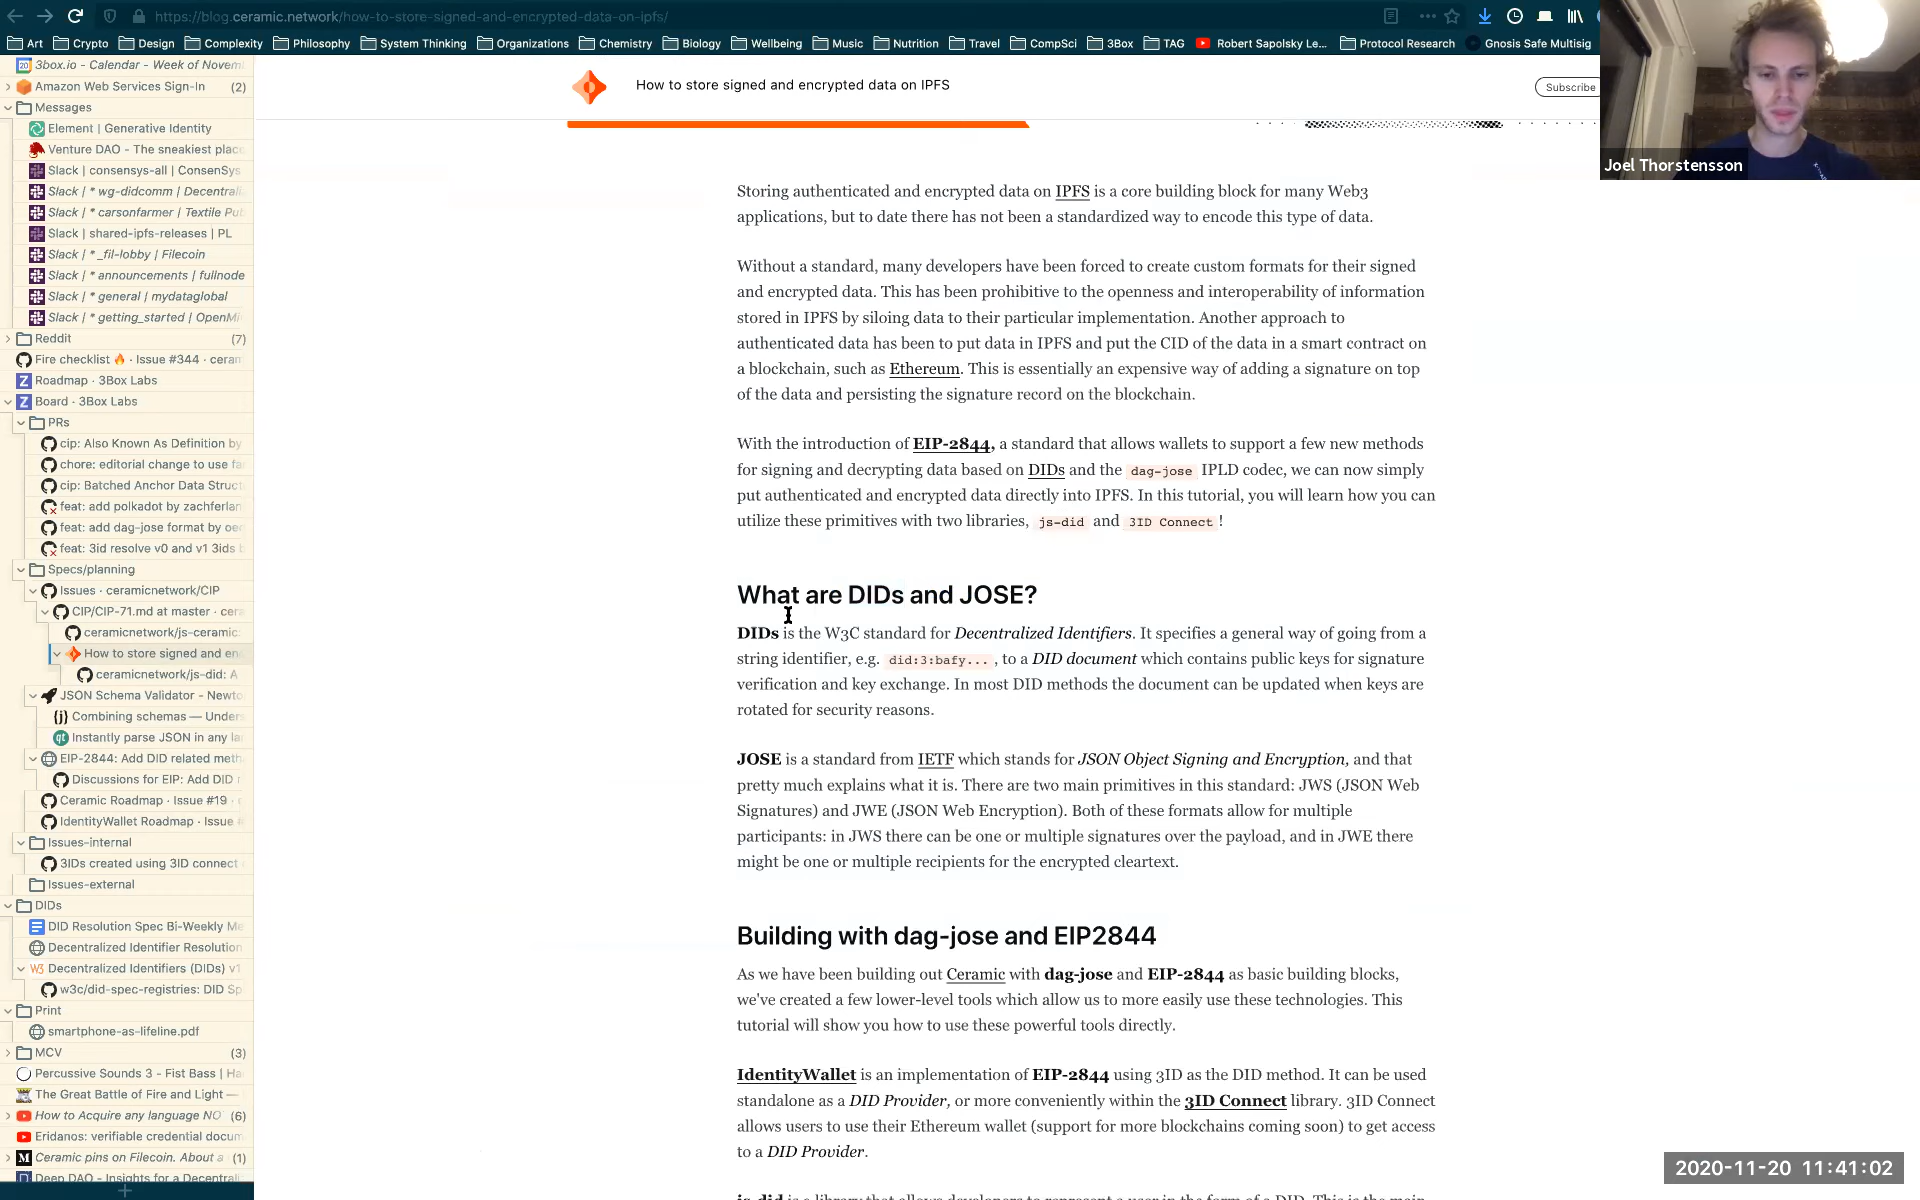 https://blog.ceramic.network/how-to-store-signed-and-encrypted-data-on-ipfs/
Art
Crypto
Design
Complexity
Philosophy
System Thinking
Organizations
Chemistry
Biology
Wellbeing
Music
Nutrition
Travel
CompSci
3Box
TAG
Robert Sapolsky Le...
Protocol Research
Gnosis Safe Multisig
3box.io - Calendar - Week of Novem
Amazon Web Services Sign-In (2)
Messages
Element | Generative Identity
Venture DAO - The sneakiest plac
Slack | consensys-all | ConsenSys
Slack | * wg-didcomm | Decentrali
Slack | * carsonfarmer | Textile Pu
Slack | shared-ipfs-releases | PL
Slack | * _fil-lobby | Filecoin
Slack | * announcements | fullnode
Slack | * general | mydataglobal
Slack | * getting_started | OpenMi
Reddit (7)
Fire checklist 🔥 · Issue #344 · ceram
Roadmap · 3Box Labs
Board · 3Box Labs
PRs
cip: Also Known As Definition by
chore: editorial change to use fa
cip: Batched Anchor Data Struct
feat: add polkadot by zachferlan
feat: add dag-jose format by oed
feat: 3id resolve v0 and v1 3ids b
Specs/planning
Issues · ceramicnetwork/CIP
CIP/CIP-71.md at master · cera
ceramicnetwork/js-ceramic:
How to store signed and en
ceramicnetwork/js-did: A
JSON Schema Validator - Newto
Combining schemas — Unders
Instantly parse JSON in any la
EIP-2844: Add DID related meth
Discussions for EIP: Add DID r
Ceramic Roadmap · Issue #19 ·
IdentityWallet Roadmap · Issue
Issues-internal
3IDs created using 3ID connect
Issues-external
DIDs
DID Resolution Spec Bi-Weekly Me
Decentralized Identifier Resolution
Decentralized Identifiers (DIDs) v1
w3c/did-spec-registries: DID Sp
Print
smartphone-as-lifeline.pdf
MCV (3)
Percussive Sounds 3 - Fist Bass | Ha
The Great Battle of Fire and Light —
How to Acquire any language NO (6)
Eridanos: verifiable credential docum
Ceramic pins on Filecoin. About a (1)
Deep DAO - Insights for a Decentral
How to store signed and encrypted data on IPFS
Subscribe
Joel Thorstensson
Storing authenticated and encrypted data on IPFS is a core building block for many Web3
applications, but to date there has not been a standardized way to encode this type of data.
Without a standard, many developers have been forced to create custom formats for their signed
and encrypted data. This has been prohibitive to the openness and interoperability of information
stored in IPFS by siloing data to their particular implementation. Another approach to
authenticated data has been to put data in IPFS and put the CID of the data in a smart contract on
a blockchain, such as Ethereum. This is essentially an expensive way of adding a signature on top
of the data and persisting the signature record on the blockchain.
With the introduction of EIP-2844, a standard that allows wallets to support a few new methods
for signing and decrypting data based on DIDs and the dag-jose IPLD codec, we can now simply
put authenticated and encrypted data directly into IPFS. In this tutorial, you will learn how you can
utilize these primitives with two libraries, js-did and 3ID Connect !
What are DIDs and JOSE?
DIDs is the W3C standard for Decentralized Identifiers. It specifies a general way of going from a
string identifier, e.g. did:3:bafy... , to a DID document which contains public keys for signature
verification and key exchange. In most DID methods the document can be updated when keys are
rotated for security reasons.
JOSE is a standard from IETF which stands for JSON Object Signing and Encryption, and that
pretty much explains what it is. There are two main primitives in this standard: JWS (JSON Web
Signatures) and JWE (JSON Web Encryption). Both of these formats allow for multiple
participants: in JWS there can be one or multiple signatures over the payload, and in JWE there
might be one or multiple recipients for the encrypted cleartext.
Building with dag-jose and EIP2844
As we have been building out Ceramic with dag-jose and EIP-2844 as basic building blocks,
we've created a few lower-level tools which allow us to more easily use these technologies. This
tutorial will show you how to use these powerful tools directly.
IdentityWallet is an implementation of EIP-2844 using 3ID as the DID method. It can be used
standalone as a DID Provider, or more conveniently within the 3ID Connect library. 3ID Connect
allows users to use their Ethereum wallet (support for more blockchains coming soon) to get access
to a DID Provider.
js-did is a library that allows developers to represent a user in the form of a DID. This is the main
2020-11-20 11:41:02